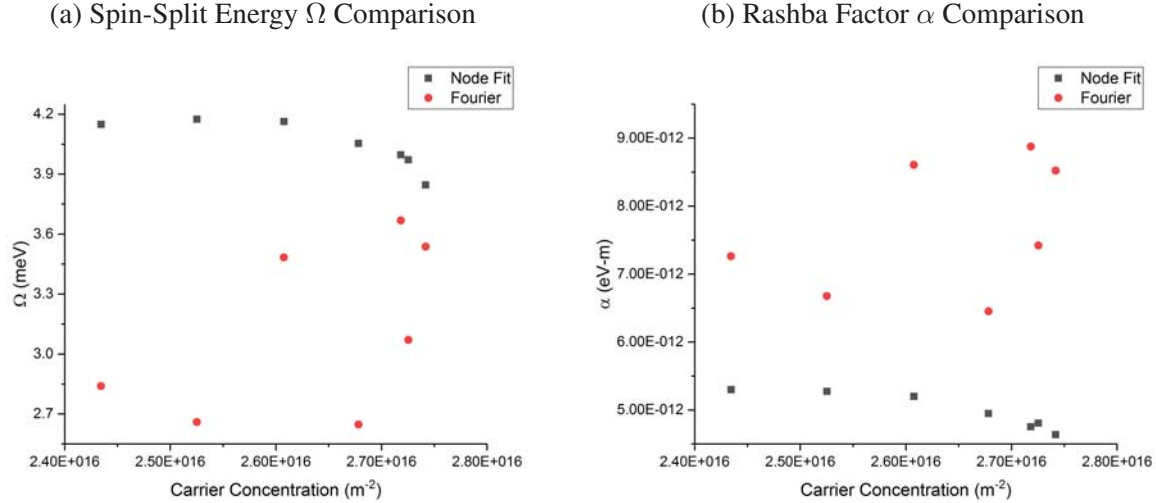 (a) Spin-Split Energy Ω Comparison
Node Fit
Fourier
4.2
3.9
3.6
3.3
3.0
2.7
Ω (meV)
2.40E+016
2.50E+016
2.60E+016
2.70E+016
2.80E+016
Carrier Concentration (m⁻²)
(b) Rashba Factor α Comparison
Node Fit
Fourier
9.00E-012
8.00E-012
7.00E-012
6.00E-012
5.00E-012
α (eV-m)
2.40E+016
2.50E+016
2.60E+016
2.70E+016
2.80E+016
Carrier Concentration (m⁻²)